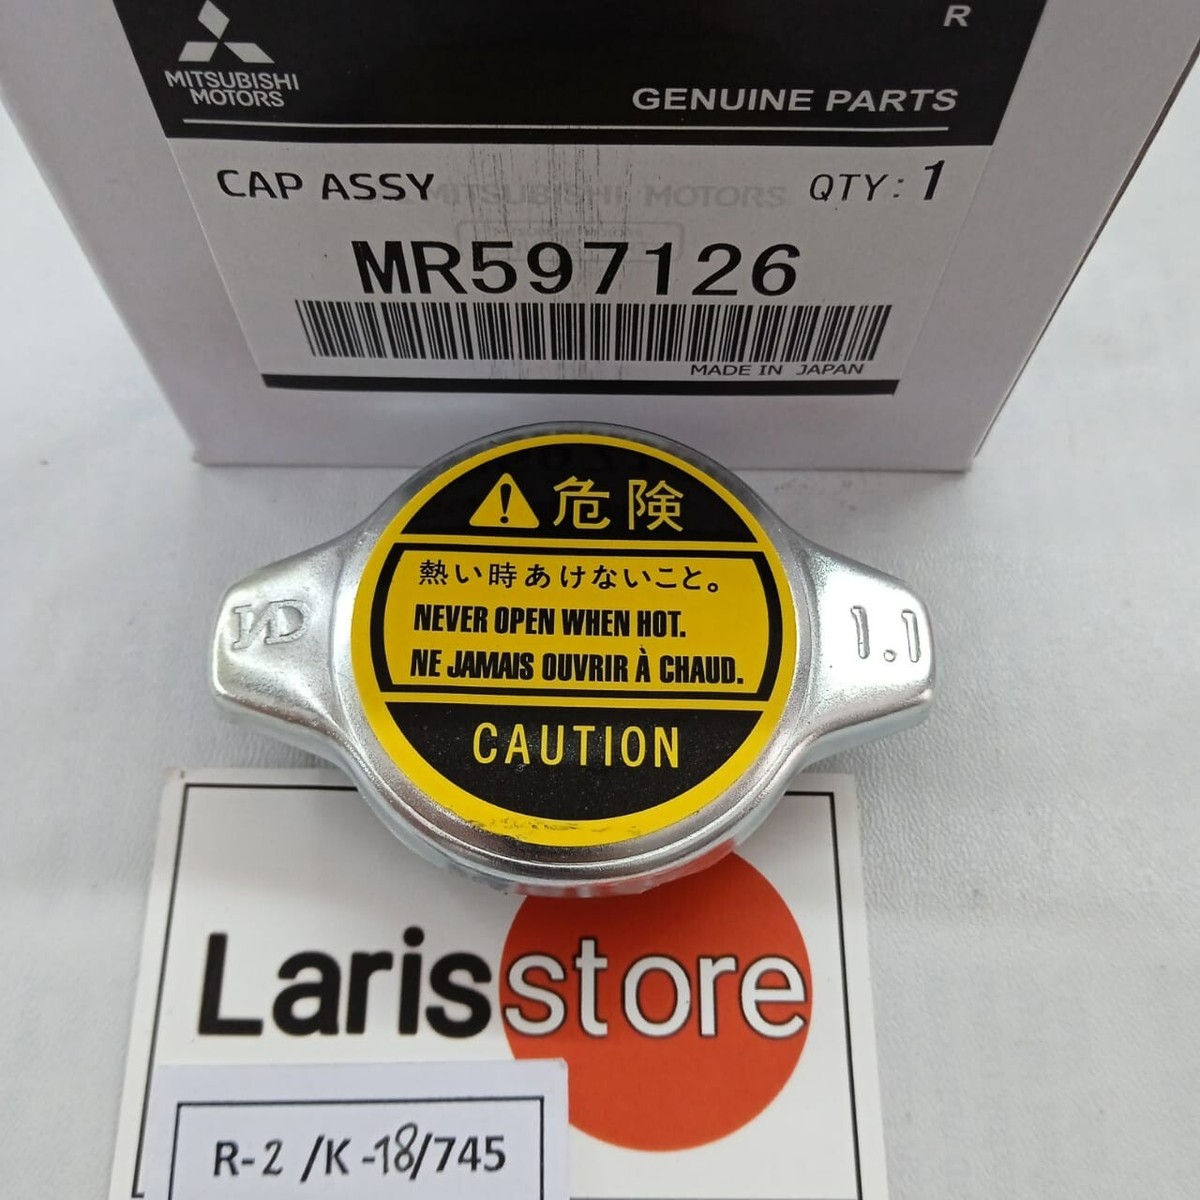 R
MITSUBISHI
MOTORS
GENUINE PARTS
CAP ASSY
QTY: 1
MITSUBISHI MOTORS
MR597126
MADE IN JAPAN
危険
熱い時あけないこと。
NEVER OPEN WHEN HOT.
NE JAMAIS OUVRIR À CHAUD.
CAUTION
1.1
Larisstore
R-2/K-18/745